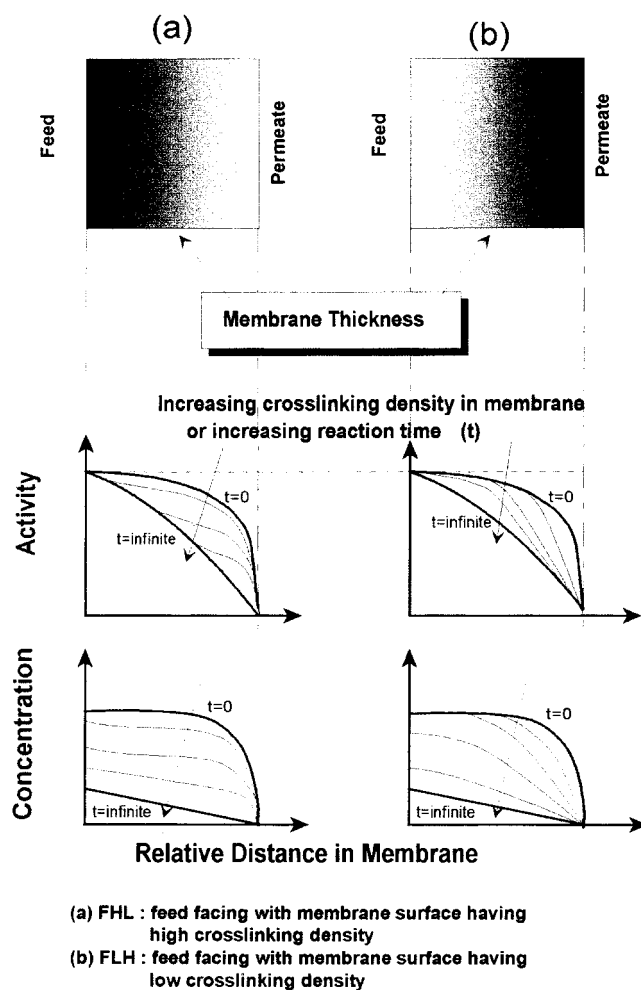 (a)
(b)
Feed
Permeate
Feed
Permeate
Membrane Thickness
Increasing crosslinking density in membrane
or increasing reaction time (t)
Activity
t=0
t=infinite
t=0
t=infinite
Concentration
t=0
t=infinite
t=0
t=infinite
Relative Distance in Membrane
(a) FHL : feed facing with membrane surface having
high crosslinking density
(b) FLH : feed facing with membrane surface having
low crosslinking density